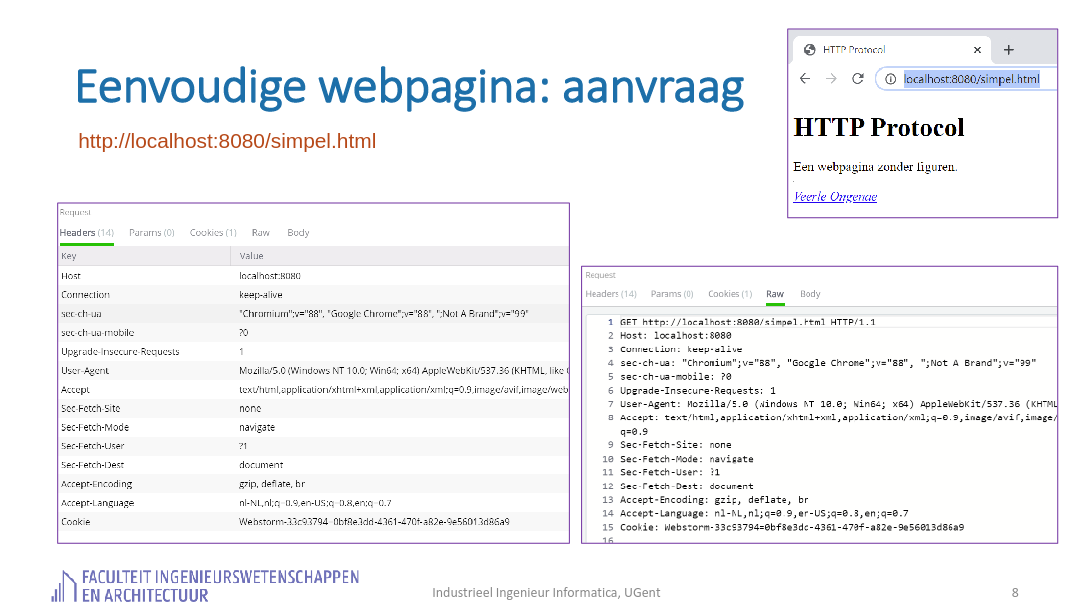 Eenvoudige webpagina: aanvraag
http://localhost:8080/simpel.html
HTTP Protocol
localhost:8080/simpel.html
HTTP Protocol
Een webpagina zonder figuren.
Veerle Ongenae
Request
Headers (14) Params (0) Cookies (1) Raw Body
Key Value
Host localhost:8080
Connection keep-alive
sec-ch-ua "Chromium";v="88", "Google Chrome";v="88", ";Not A Brand";v="99"
sec-ch-ua-mobile ?0
Upgrade-Insecure-Requests 1
User-Agent Mozilla/5.0 (Windows NT 10.0; Win64; x64) AppleWebKit/537.36 (KHTML, like
Accept text/html,application/xhtml+xml,application/xml;q=0.9,image/avif,image/web
Sec-Fetch-Site none
Sec-Fetch-Mode navigate
Sec-Fetch-User ?1
Sec-Fetch-Dest document
Accept-Encoding gzip, deflate, br
Accept-Language nl-NL,nl;q=0.9,en-US;q=0.8,en;q=0.7
Cookie Webstorm-33c93794=0bf8e3dd-4361-470f-a82e-9e56013d86a9
Request
Headers (14) Params (0) Cookies (1) Raw Body
1 GET http://localhost:8080/simpel.html HTTP/1.1
2 Host: localhost:8080
3 Connection: keep-alive
4 sec-ch-ua: "Chromium";v="88", "Google Chrome";v="88", ";Not A Brand";v="99"
5 sec-ch-ua-mobile: ?0
6 Upgrade-Insecure-Requests: 1
7 User-Agent: Mozilla/5.0 (Windows NT 10.0; Win64; x64) AppleWebKit/537.36 (KHTML
8 Accept: text/html,application/xhtml+xml,application/xml;q=0.9,image/avif,image/
q=0.9
9 Sec-Fetch-Site: none
10 Sec-Fetch-Mode: navigate
11 Sec-Fetch-User: ?1
12 Sec-Fetch-Dest: document
13 Accept-Encoding: gzip, deflate, br
14 Accept-Language: nl-NL,nl;q=0.9,en-US;q=0.8,en;q=0.7
15 Cookie: Webstorm-33c93794=0bf8e3dd-4361-470f-a82e-9e56013d86a9
16
FACULTEIT INGENIEURSWETENSCHAPPEN
EN ARCHITECTUUR
Industrieel Ingenieur Informatica, UGent
8